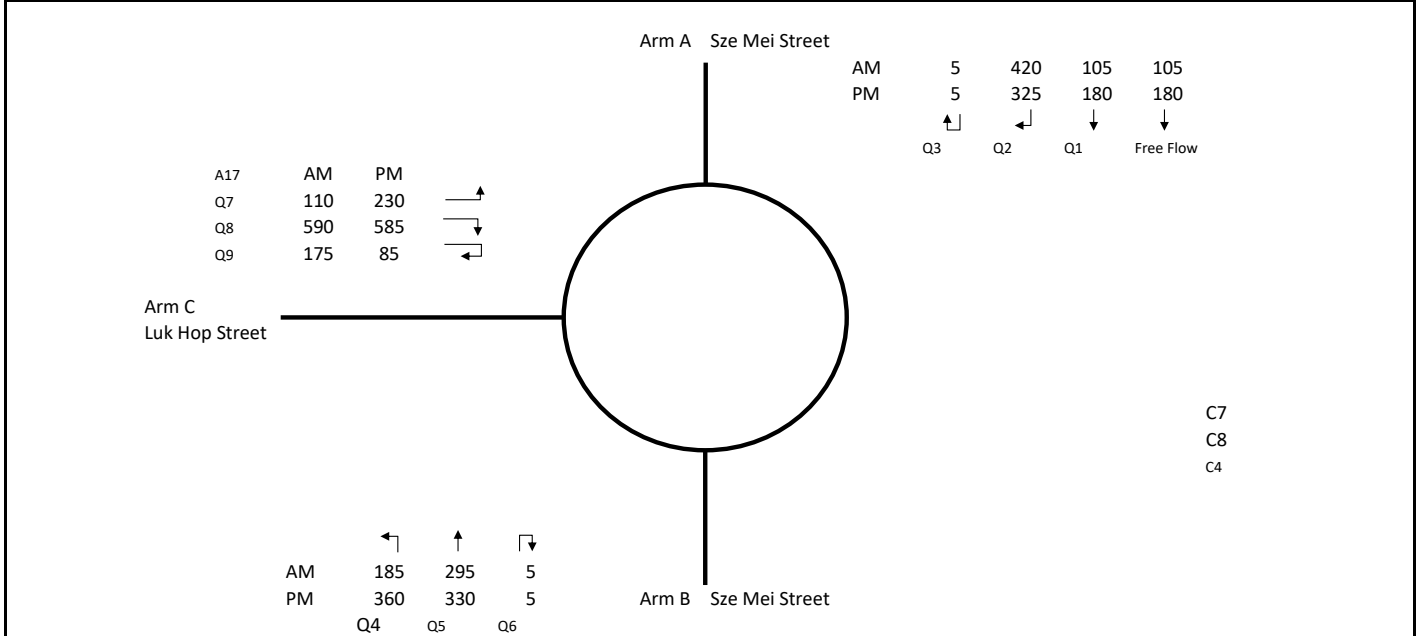 Arm A Sze Mei Street
AM 5 420 105 105
PM 5 325 180 180
Q3 Q2 Q1 Free Flow
A17 AM PM
Q7 110 230
Q8 590 585
Q9 175 85
Arm C
Luk Hop Street
C7
C8
C4
AM 185 295 5
PM 360 330 5 Arm B Sze Mei Street
Q4 Q5 Q6